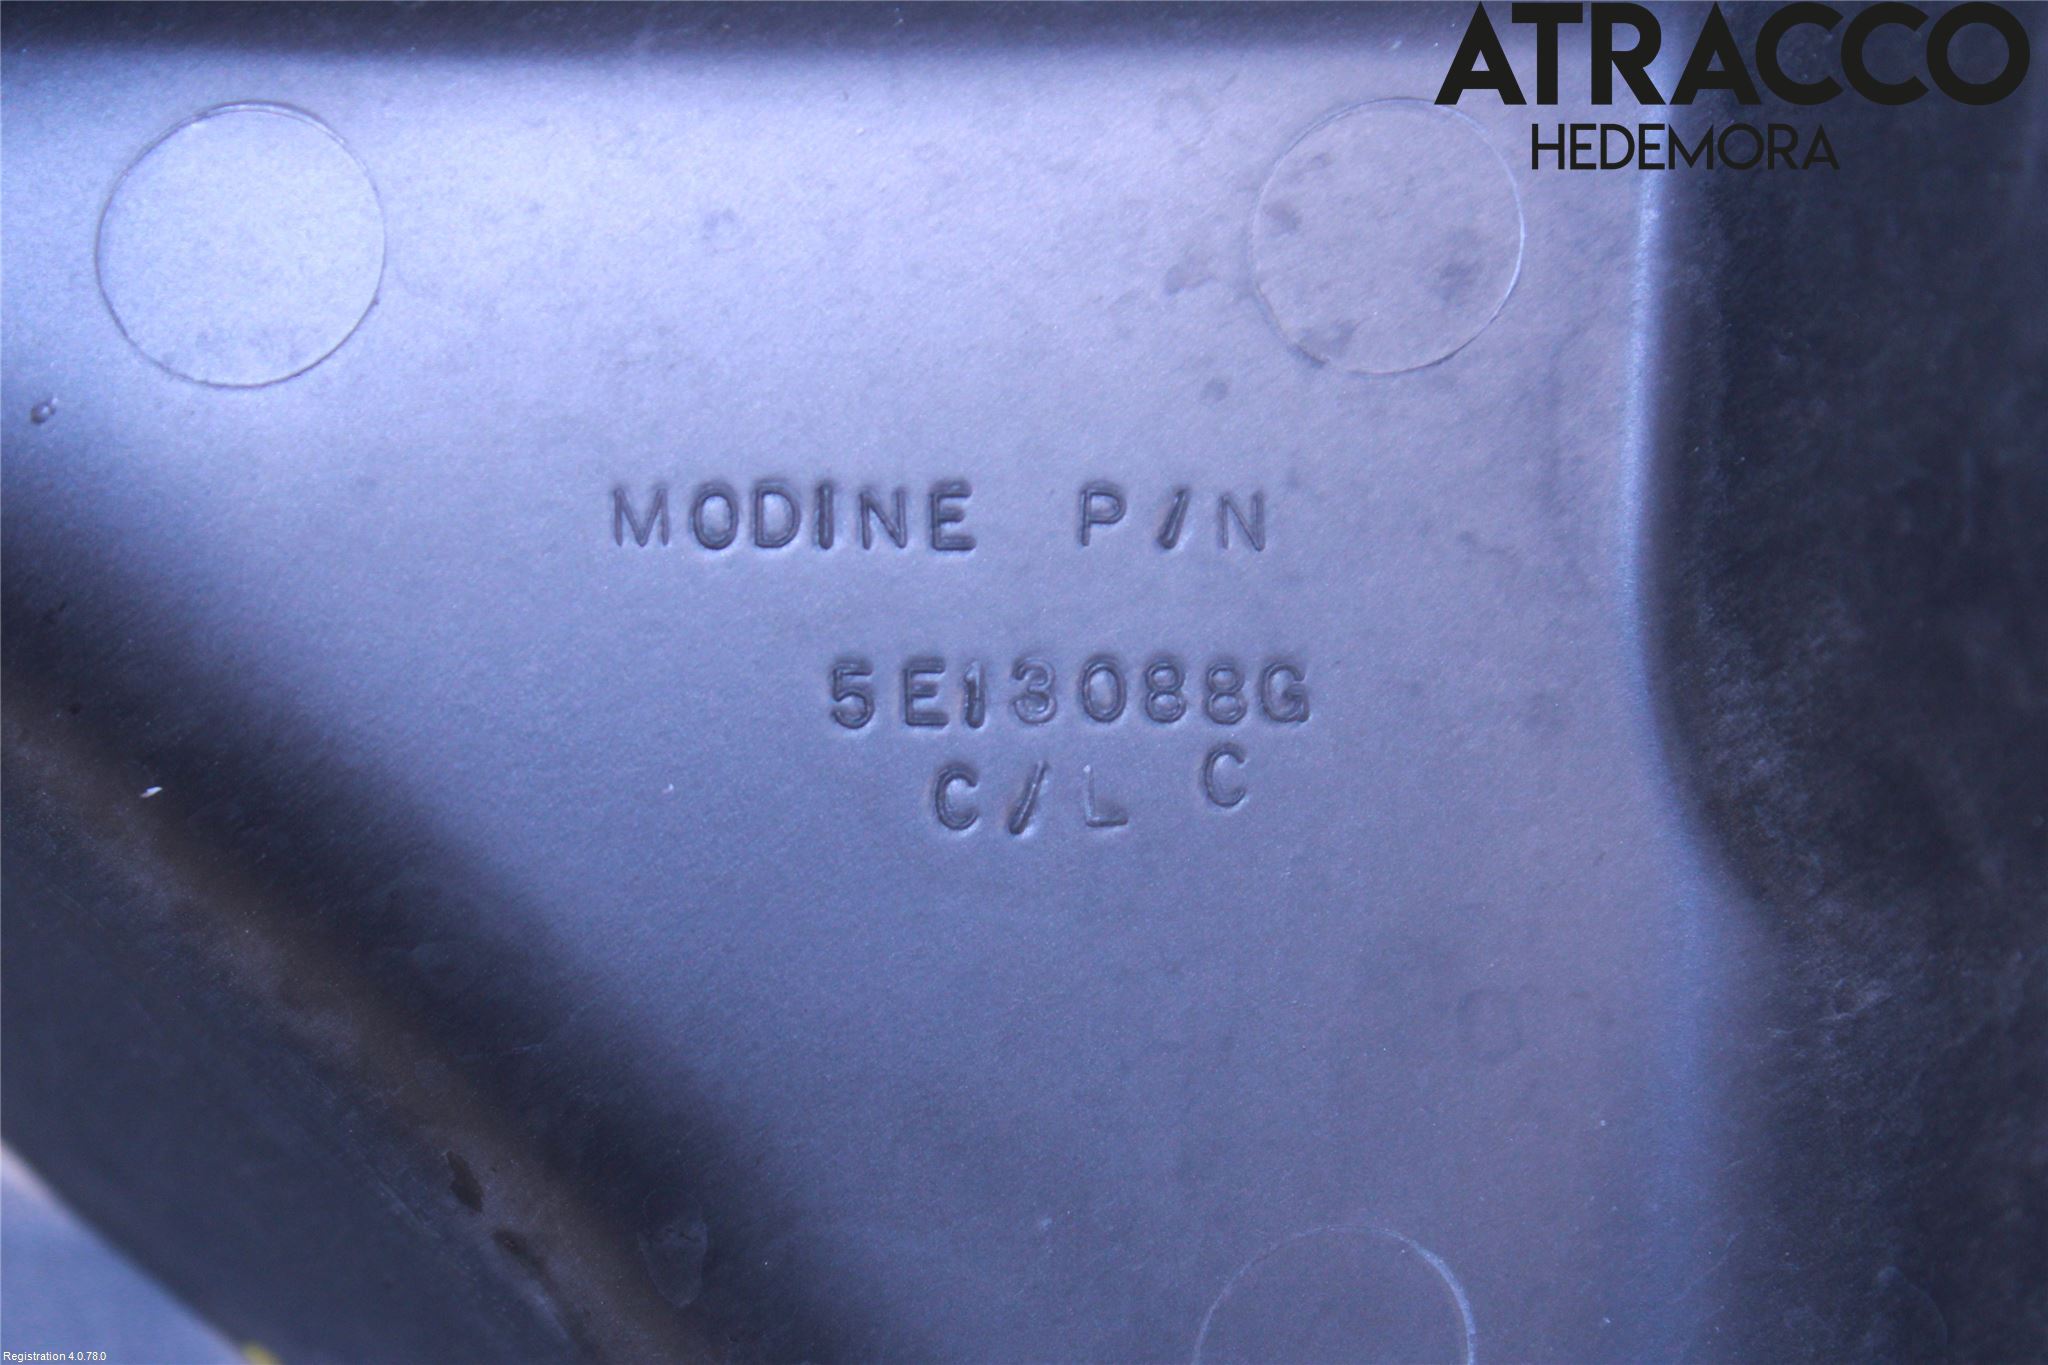 ATRACCO
HEDEMORA
MODINE P/N
5E13088G
C/L C
Registration 4.0.78.0